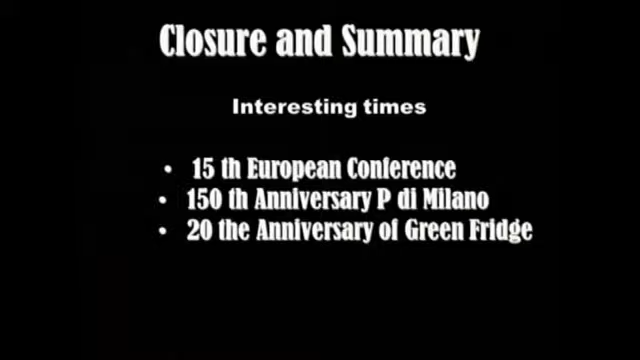 Closure and Summary
Interesting times
• 15 th European Conference
• 150 th Anniversary P di Milano
• 20 the Anniversary of Green Fridge